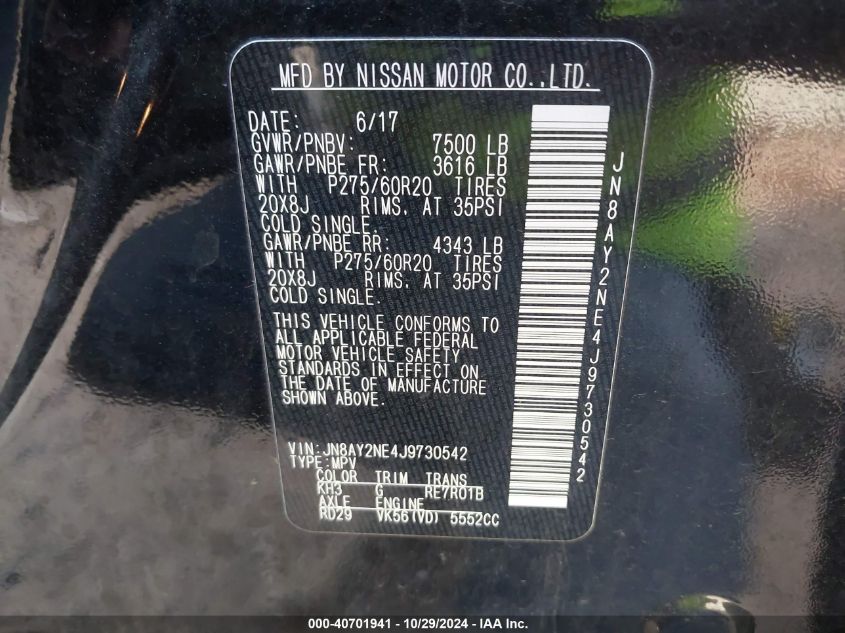 MFD BY NISSAN MOTOR CO.,LTD.
DATE: 6/17
GVWR/PNBV: 7500 LB
GAWR/PNBE FR: 3616 LB
WITH P275/60R20 TIRES
20X8J RIMS. AT 35PSI
COLD SINGLE.
GAWR/PNBE RR: 4343 LB
WITH P275/60R20 TIRES
20X8J RIMS. AT 35PSI
COLD SINGLE.
THIS VEHICLE CONFORMS TO
ALL APPLICABLE FEDERAL
MOTOR VEHICLE SAFETY
STANDARDS IN EFFECT ON
THE DATE OF MANUFACTURE
SHOWN ABOVE.
VIN:JN8AY2NE4J9730542
TYPE:MPV
COLOR TRIM TRANS
KH3 G RE7R01B
AXLE ENGINE
RD29 VK56(VD) 5552CC
JN8AY2NE4J9730542
000-40701941 - 10/29/2024 - IAAI.com